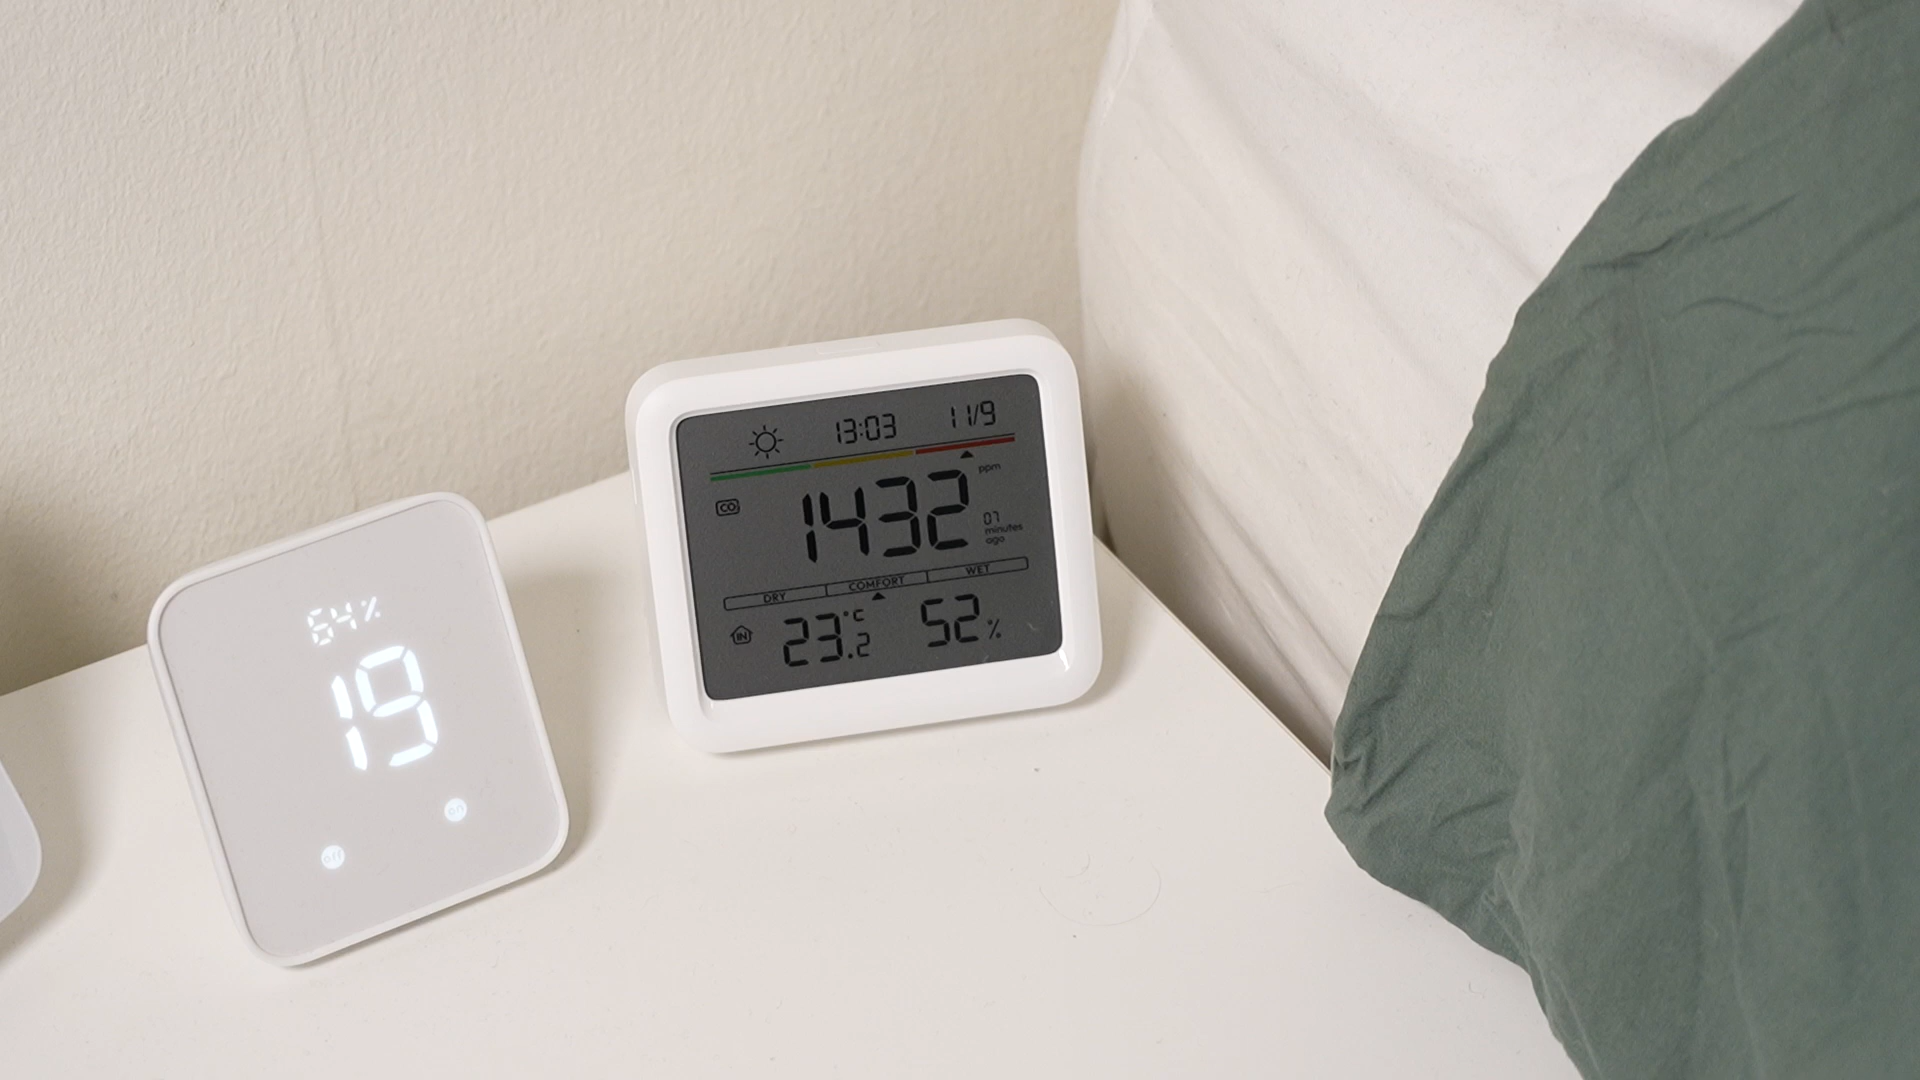 64%
19
on
off
13:03 11/9
ppm
CO
1432
07
minutes
ago
DRY COMFORT WET
IN 23.2°C 52%